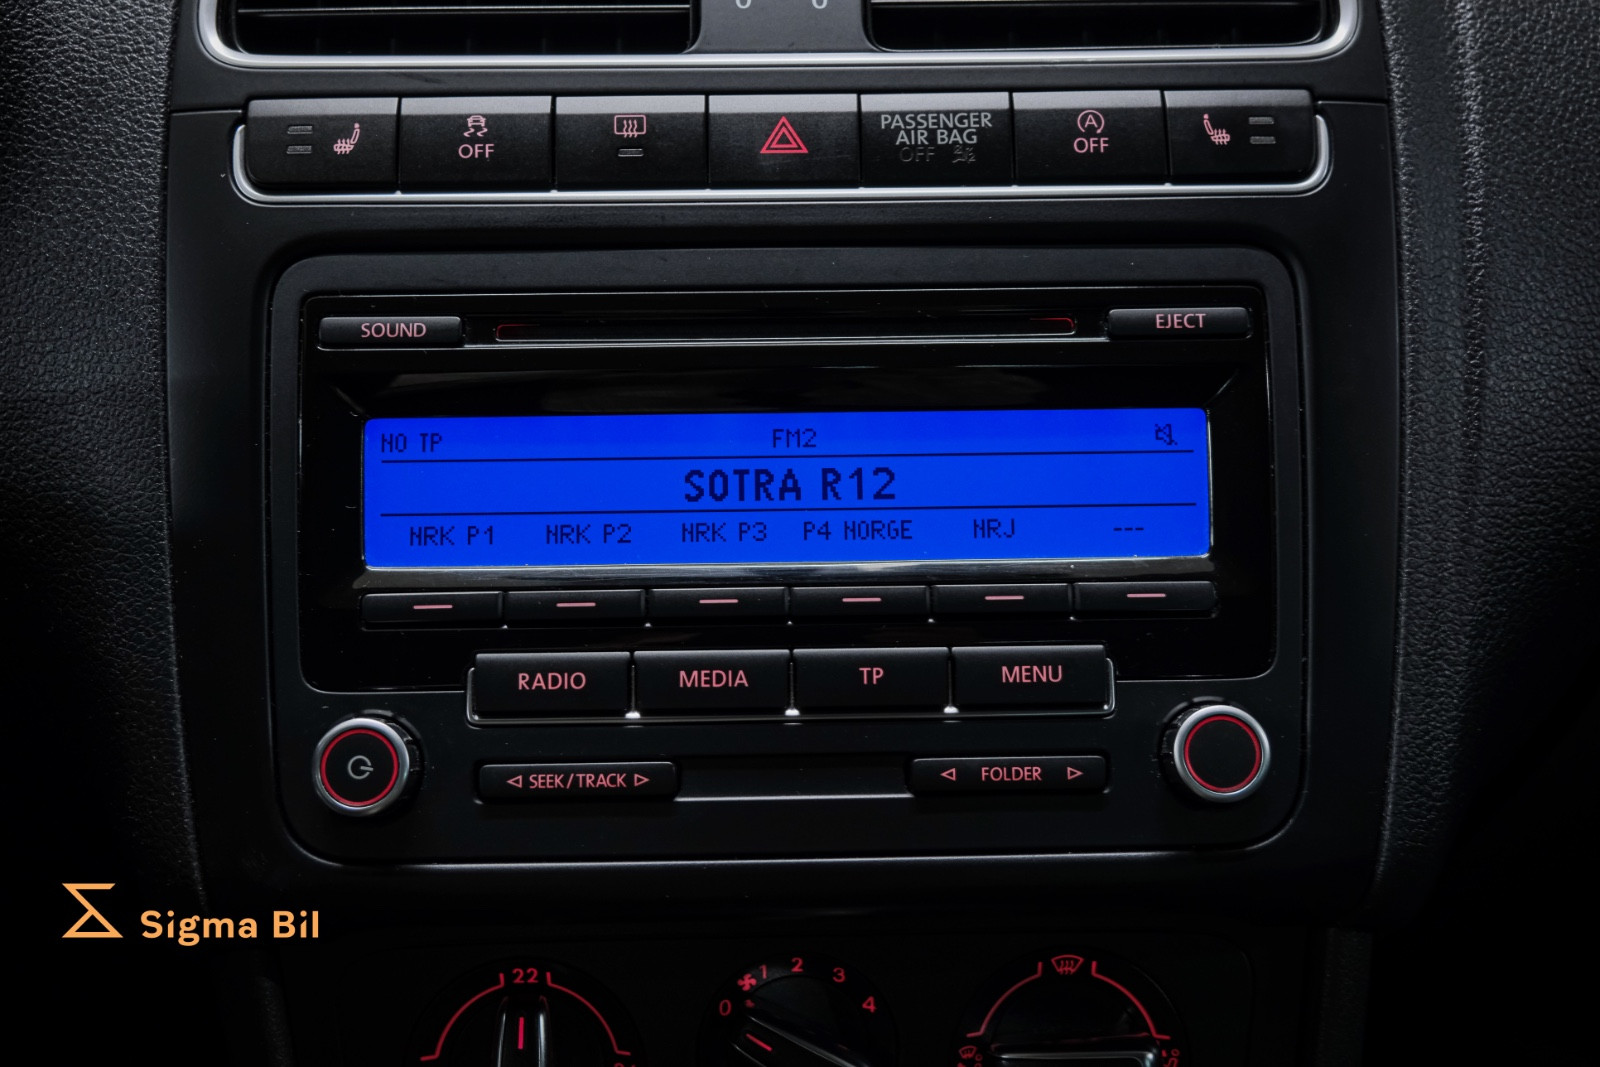 OFF
PASSENGER
AIR BAG
OFF
OFF
SOUND
EJECT
NO TP
FM2
SOTRA R12
NRK P1
NRK P2
NRK P3
P4 NORGE
NRJ
---
RADIO
MEDIA
TP
MENU
SEEK/TRACK
FOLDER
Sigma Bil
22
0
1
2
3
4